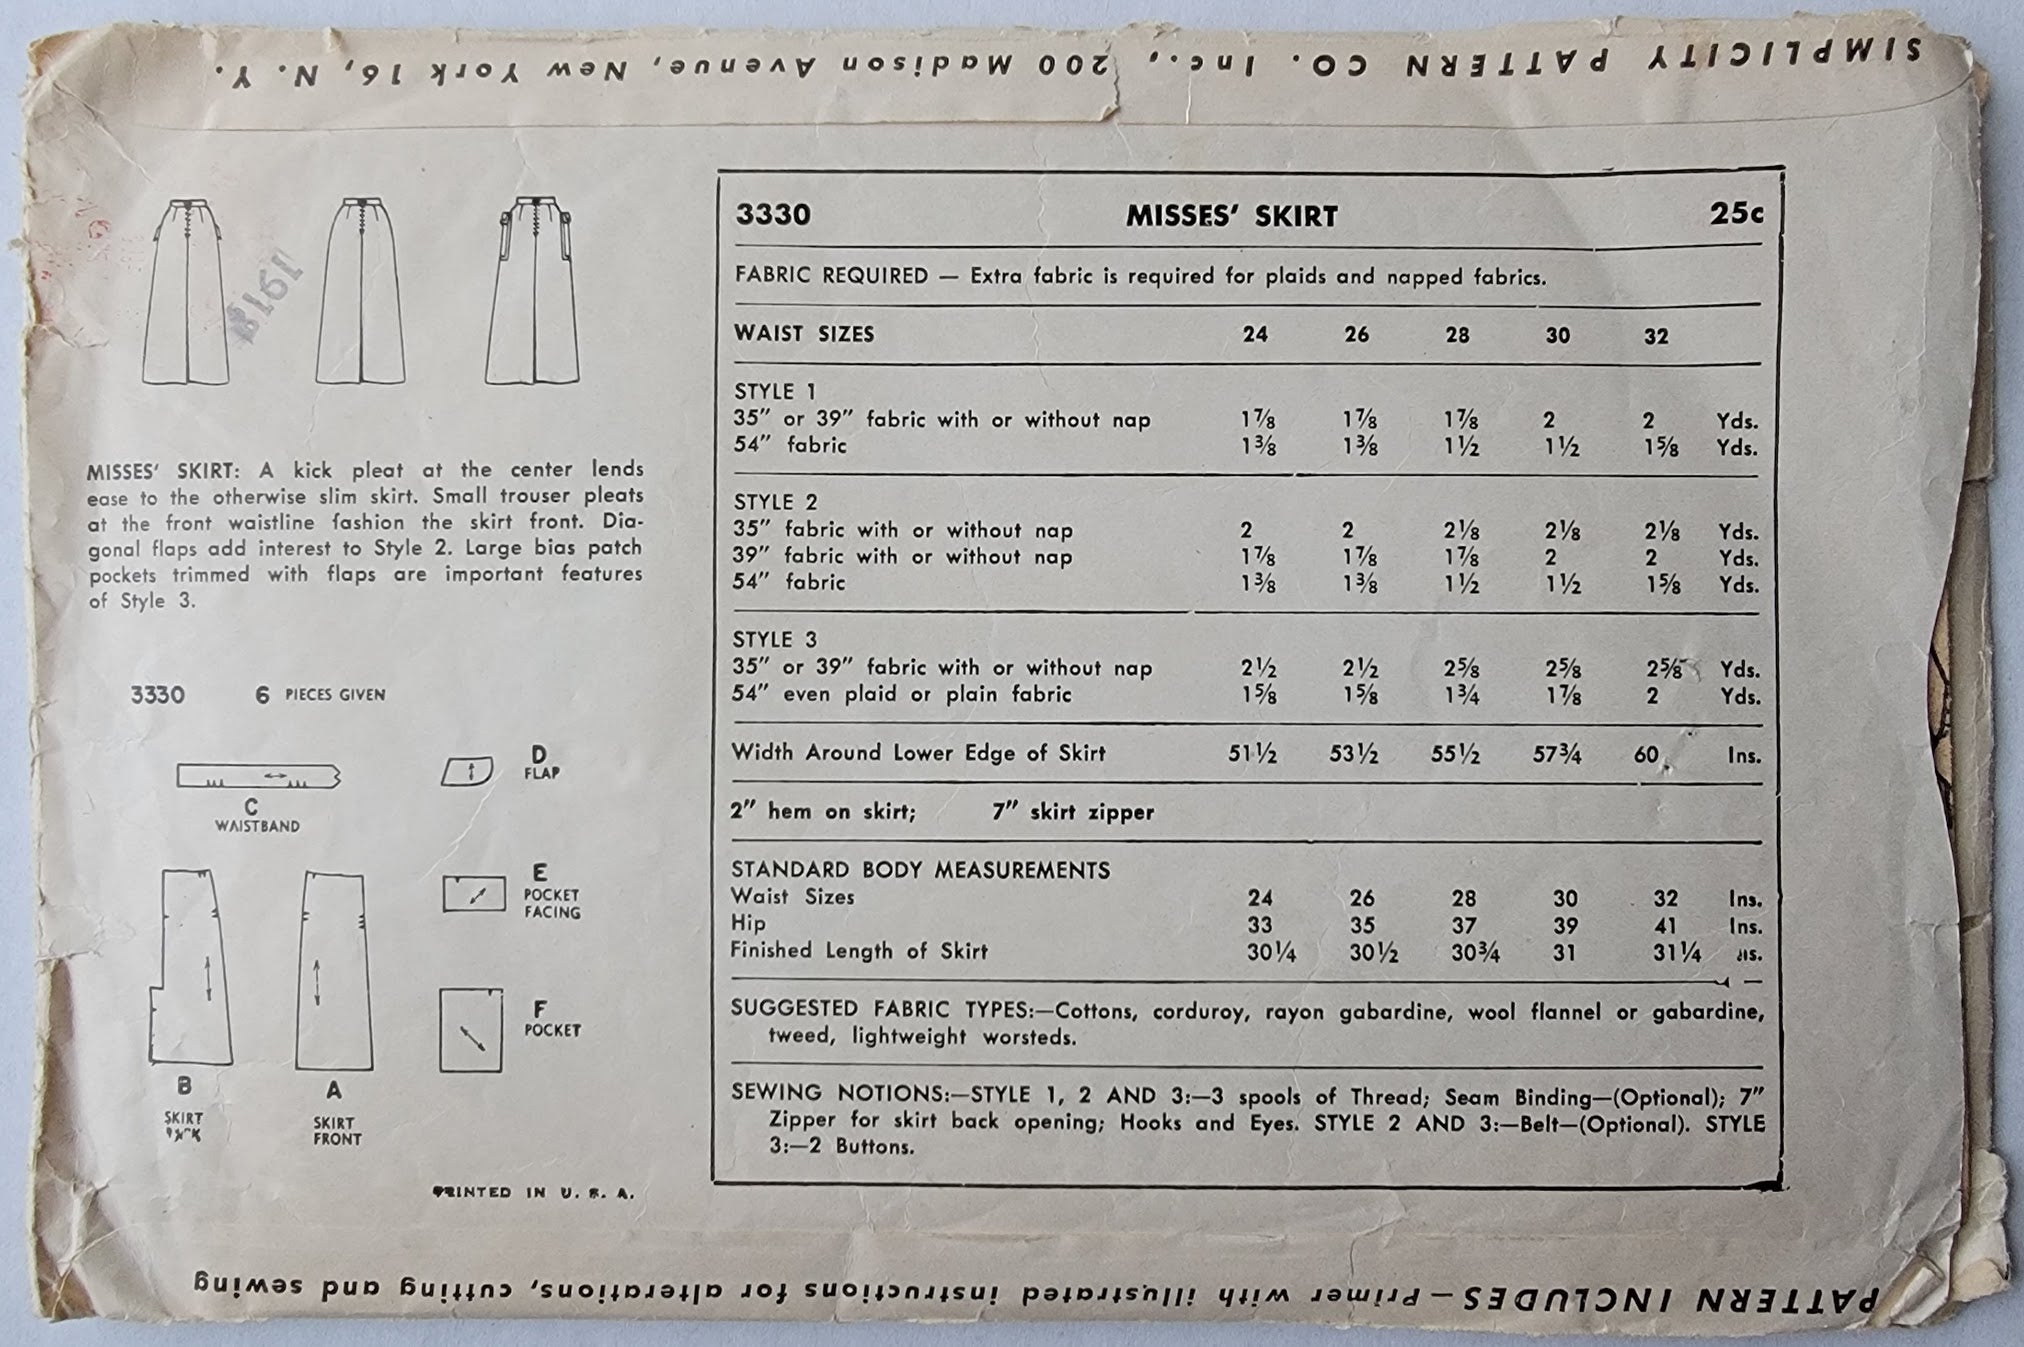 SIMPLICITY PATTERN CO. Inc., 200 Madison Avenue, New York 16, N. Y.
MISSES' SKIRT: A kick pleat at the center lends
ease to the otherwise slim skirt. Small trouser pleats
at the front waistline fashion the skirt front. Dia-
gonal flaps add interest to Style 2. Large bias patch
pockets trimmed with flaps are important features
of Style 3.
3330 6 PIECES GIVEN
C
WAISTBAND
D
FLAP
E
POCKET
FACING
B
SKIRT
A
SKIRT
FRONT
F
POCKET
PRINTED IN U. S. A.
3330 MISSES' SKIRT 25c
FABRIC REQUIRED — Extra fabric is required for plaids and napped fabrics.
WAIST SIZES 24 26 28 30 32
STYLE 1
35" or 39" fabric with or without nap 1⅞ 1⅞ 1⅞ 2 2 Yds.
54" fabric 1⅜ 1⅜ 1½ 1½ 1⅝ Yds.
STYLE 2
35" fabric with or without nap 2 2 2⅛ 2⅛ 2⅛ Yds.
39" fabric with or without nap 1⅞ 1⅞ 1⅞ 2 2 Yds.
54" fabric 1⅜ 1⅜ 1½ 1½ 1⅝ Yds.
STYLE 3
35" or 39" fabric with or without nap 2½ 2½ 2⅝ 2⅝ 2⅝ Yds.
54" even plaid or plain fabric 1⅝ 1⅝ 1¾ 1⅞ 2 Yds.
Width Around Lower Edge of Skirt 51½ 53½ 55½ 57¾ 60 Ins.
2" hem on skirt; 7" skirt zipper
STANDARD BODY MEASUREMENTS
Waist Sizes 24 26 28 30 32 Ins.
Hip 33 35 37 39 41 Ins.
Finished Length of Skirt 30¼ 30½ 30¾ 31 31¼ Ins.
SUGGESTED FABRIC TYPES:—Cottons, corduroy, rayon gabardine, wool flannel or gabardine,
tweed, lightweight worsteds.
SEWING NOTIONS:—STYLE 1, 2 AND 3:—3 spools of Thread; Seam Binding—(Optional); 7"
Zipper for skirt back opening; Hooks and Eyes. STYLE 2 AND 3:—Belt—(Optional). STYLE
3:—2 Buttons.
PATTERN INCLUDES — Primer with illustrated instructions for alterations, cutting and sewing